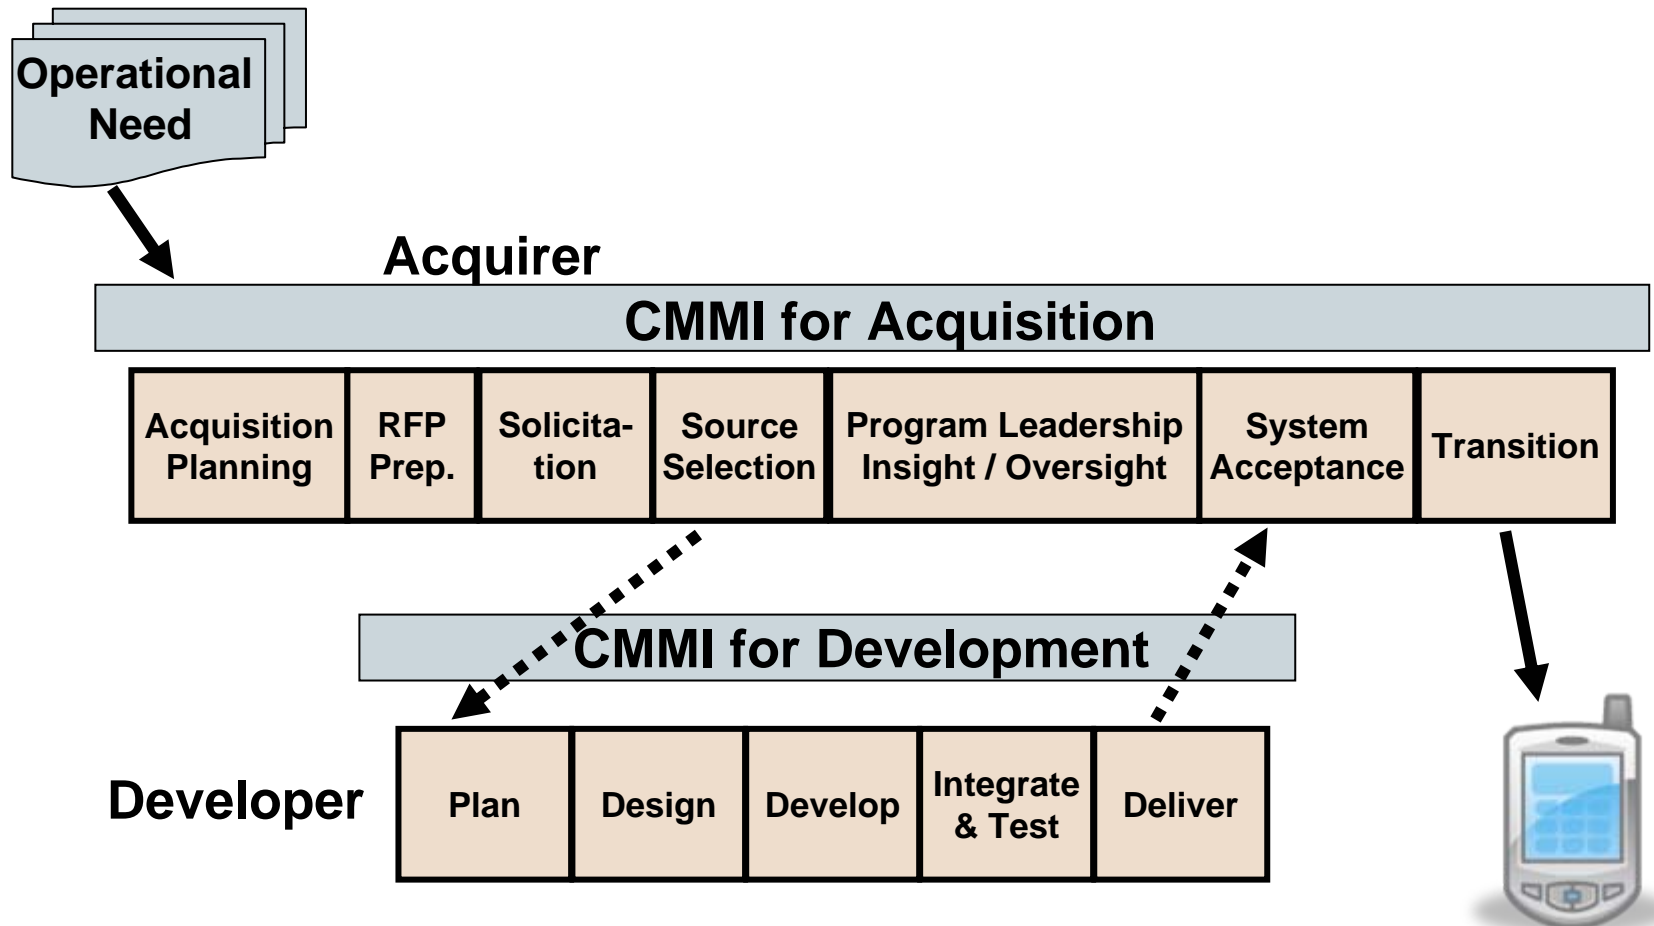 Operational
Need
Acquirer
CMMI for Acquisition
Acquisition
Planning
RFP
Prep.
Solicita-
tion
Source
Selection
Program Leadership
Insight / Oversight
System
Acceptance
Transition
CMMI for Development
Developer
Plan
Design
Develop
Integrate
& Test
Deliver